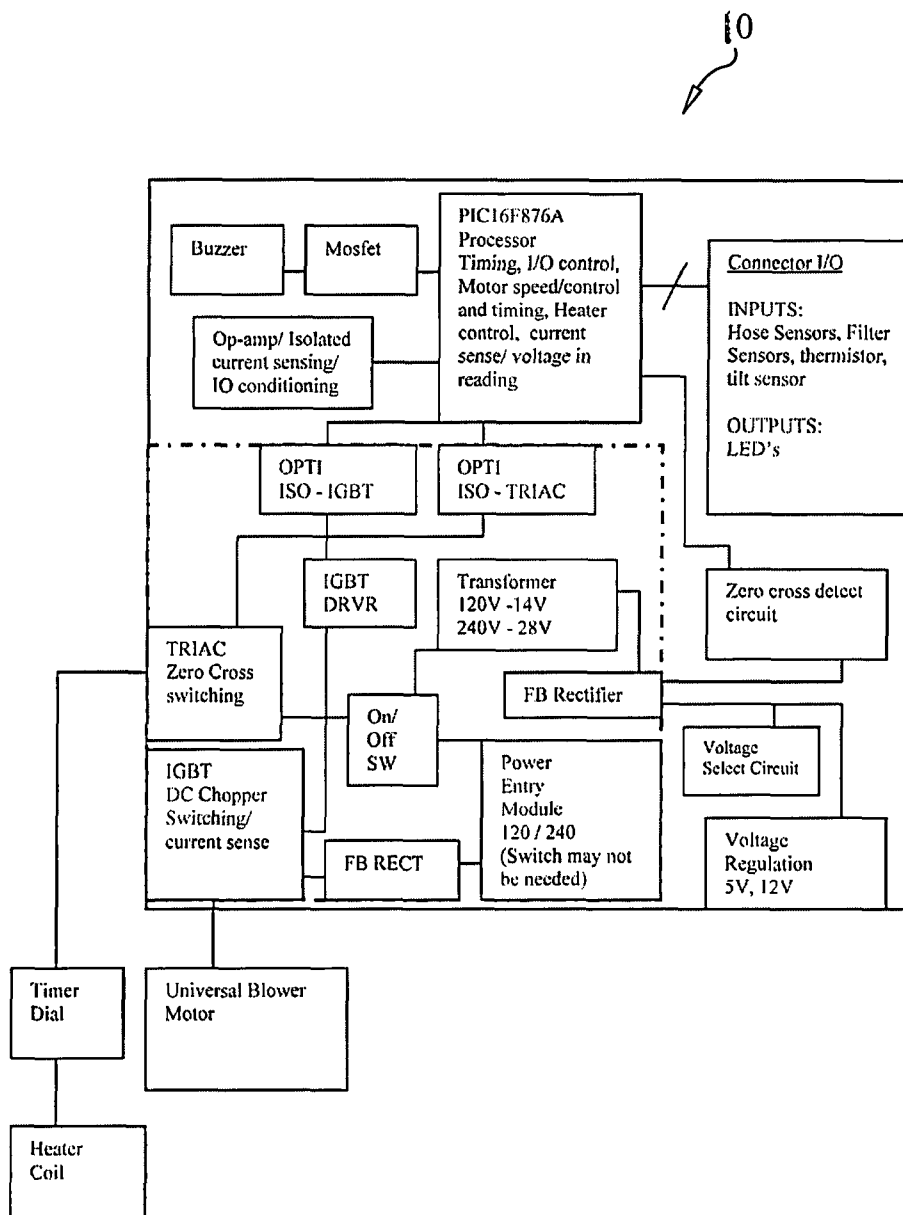 10
Buzzer
Mosfet
PIC16F876A
Processor
Timing, I/O control,
Motor speed/control
and timing, Heater
control, current
sense/ voltage in
reading
Connector I/O
INPUTS:
Hose Sensors, Filter
Sensors, thermistor,
tilt sensor
OUTPUTS:
LED's
Op-amp/ Isolated
current sensing/
IO conditioning
OPTI
ISO - IGBT
OPTI
ISO - TRIAC
IGBT
DRVR
Transformer
120V -14V
240V - 28V
Zero cross detect
circuit
TRIAC
Zero Cross
switching
FB Rectifier
On/
Off
SW
Voltage
Select Circuit
IGBT
DC Chopper
Switching/
current sense
FB RECT
Power
Entry
Module
120 / 240
(Switch may not
be needed)
Voltage
Regulation
5V, 12V
Timer
Dial
Universal Blower
Motor
Heater
Coil